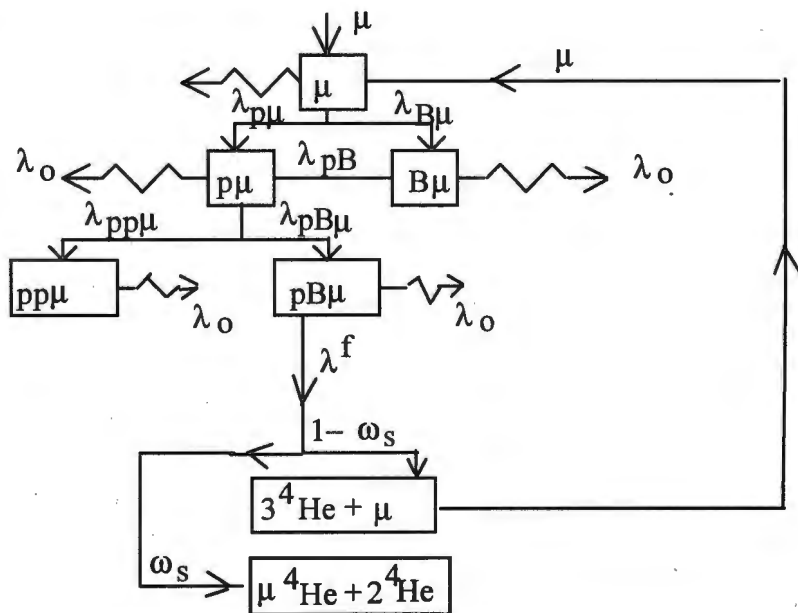 μ
μ μ
λpμ λBμ
λo pμ λpB Bμ λo
λppμ λpBμ
ppμ λo pBμ λo
λ^f
1− ωs
3^4He + μ
ωs μ^4He + 2^4He